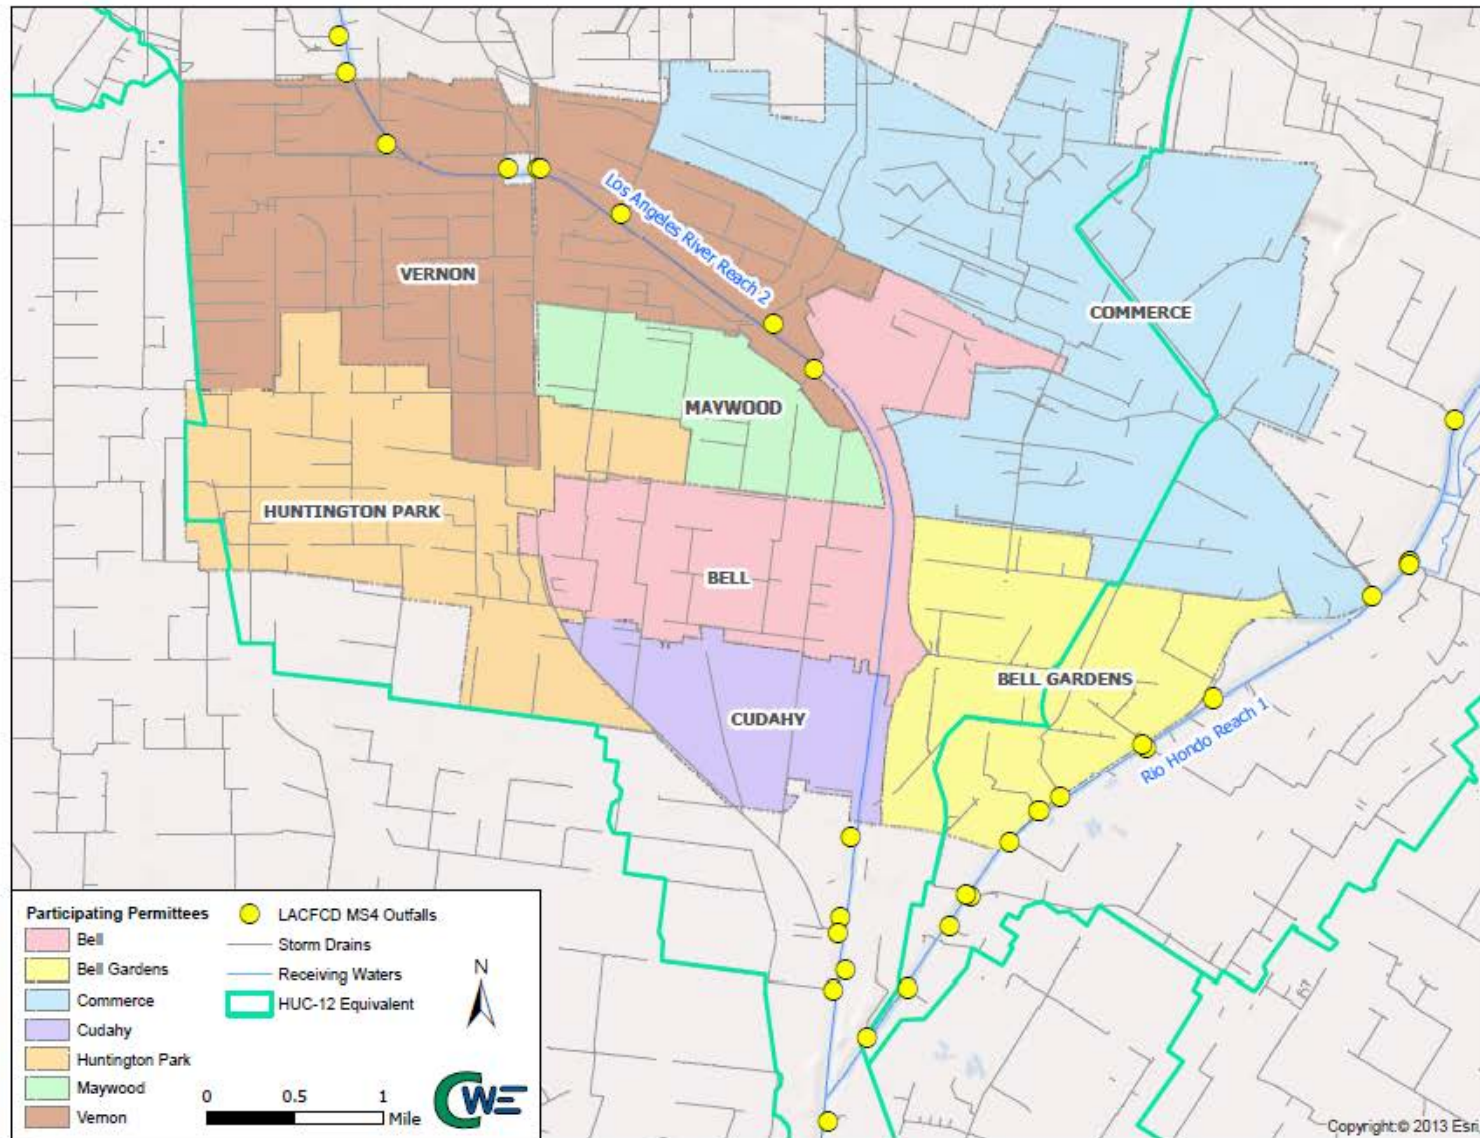 Los Angeles River Reach 2
VERNON
COMMERCE
MAYWOOD
HUNTINGTON PARK
BELL
BELL GARDENS
CUDAHY
Rio Hondo Reach 1
Participating Permittees
Bell
Bell Gardens
Commerce
Cudahy
Huntington Park
Maywood
Vernon
LACFCD MS4 Outfalls
Storm Drains
Receiving Waters
HUC-12 Equivalent
N
0 0.5 1
Mile
CWE
Copyright:© 2013 Esri